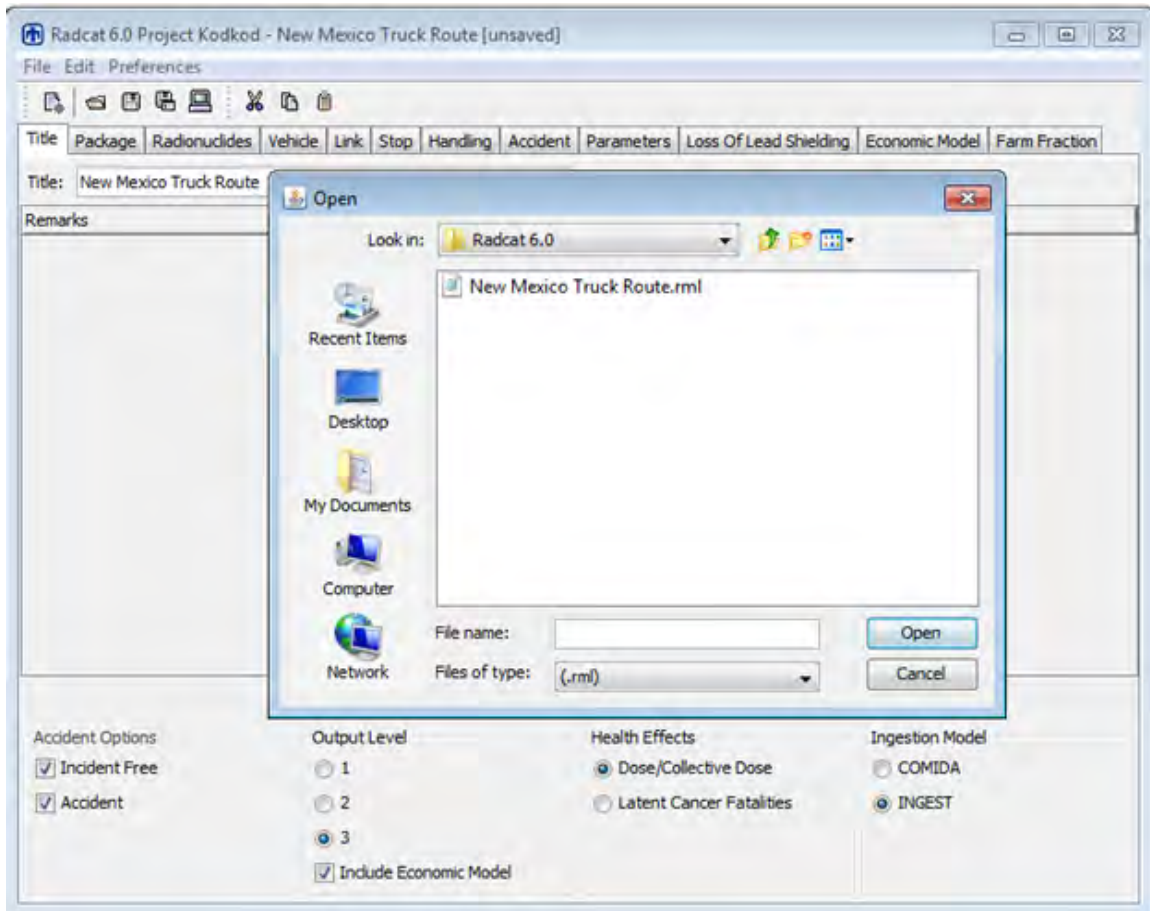 Radcat 6.0 Project Kodkod - New Mexico Truck Route [unsaved]
File Edit Preferences
Title Package Radionuclides Vehicle Link Stop Handling Accident Parameters Loss Of Lead Shielding Economic Model Farm Fraction
Title: New Mexico Truck Route
Remarks
Open
Look in: Radcat 6.0
New Mexico Truck Route.rml
Recent Items
Desktop
My Documents
Computer
Network
File name: Open
Files of type: (.rml) Cancel
Accident Options Output Level Health Effects Ingestion Model
Incident Free 1 Dose/Collective Dose COMIDA
Accident 2 Latent Cancer Fatalities INGEST
3
Include Economic Model